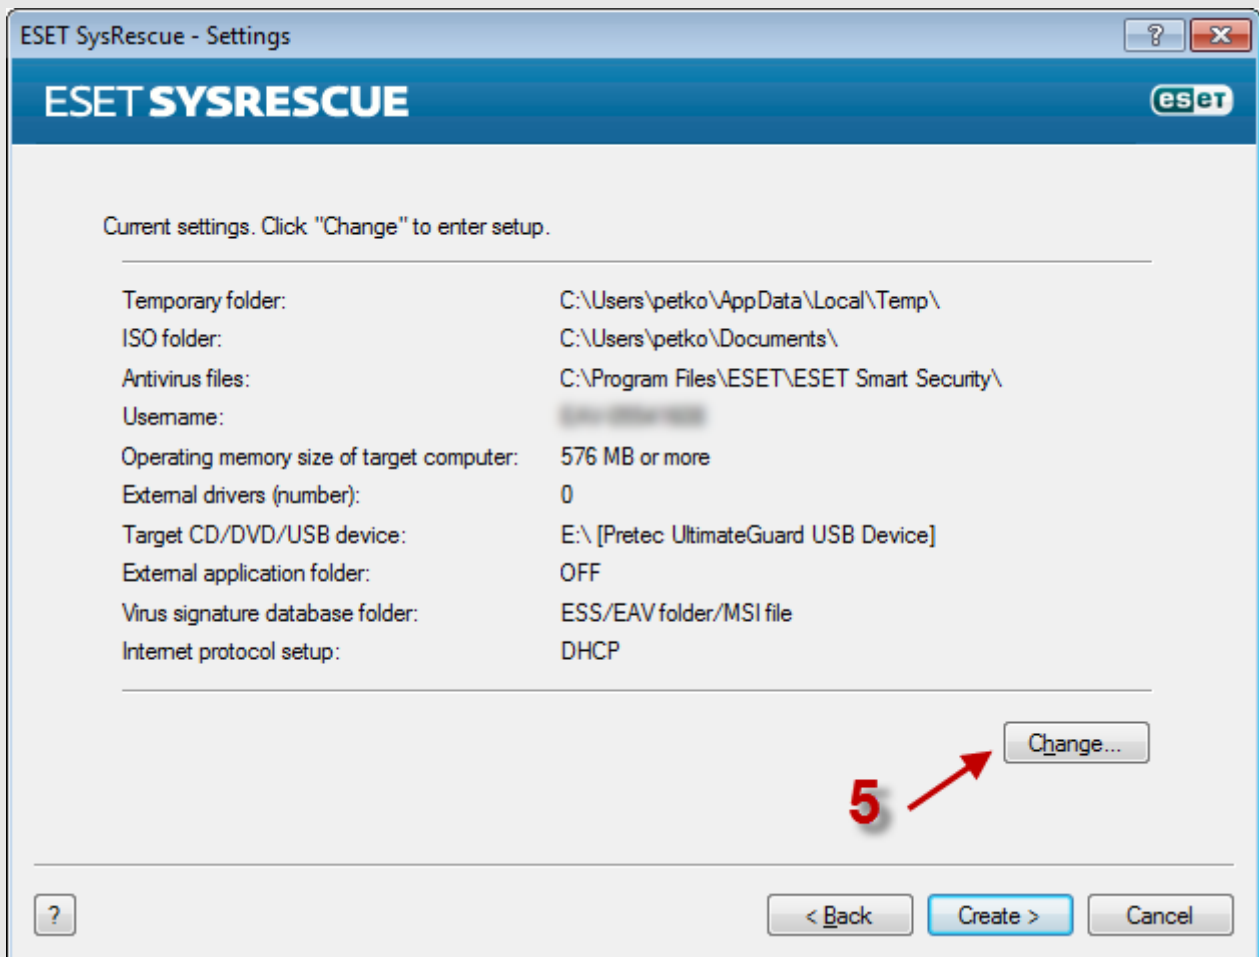 ESET SysRescue - Settings
?
ESET SYSRESCUE
eset
Current settings. Click "Change" to enter setup.
Temporary folder: C:\Users\petko\AppData\Local\Temp\
ISO folder: C:\Users\petko\Documents\
Antivirus files: C:\Program Files\ESET\ESET Smart Security\
Username:
Operating memory size of target computer: 576 MB or more
External drivers (number): 0
Target CD/DVD/USB device: E:\ [Pretec UltimateGuard USB Device]
External application folder: OFF
Virus signature database folder: ESS/EAV folder/MSI file
Internet protocol setup: DHCP
Change...
5
? < Back Create > Cancel